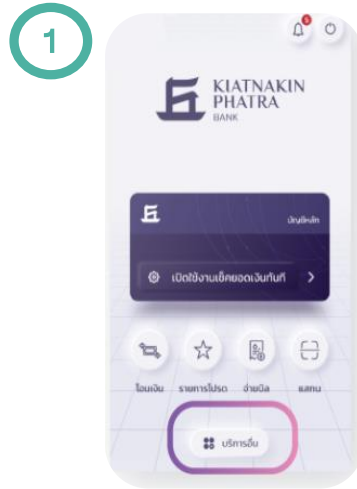 1
5
KIATNAKIN
PHATRA
BANK
บัญชีหลัก
เปิดใช้งานเช็คยอดเงินทันที
โอนเงิน รายการโปรด จ่ายบิล สแกน
บริการอื่น